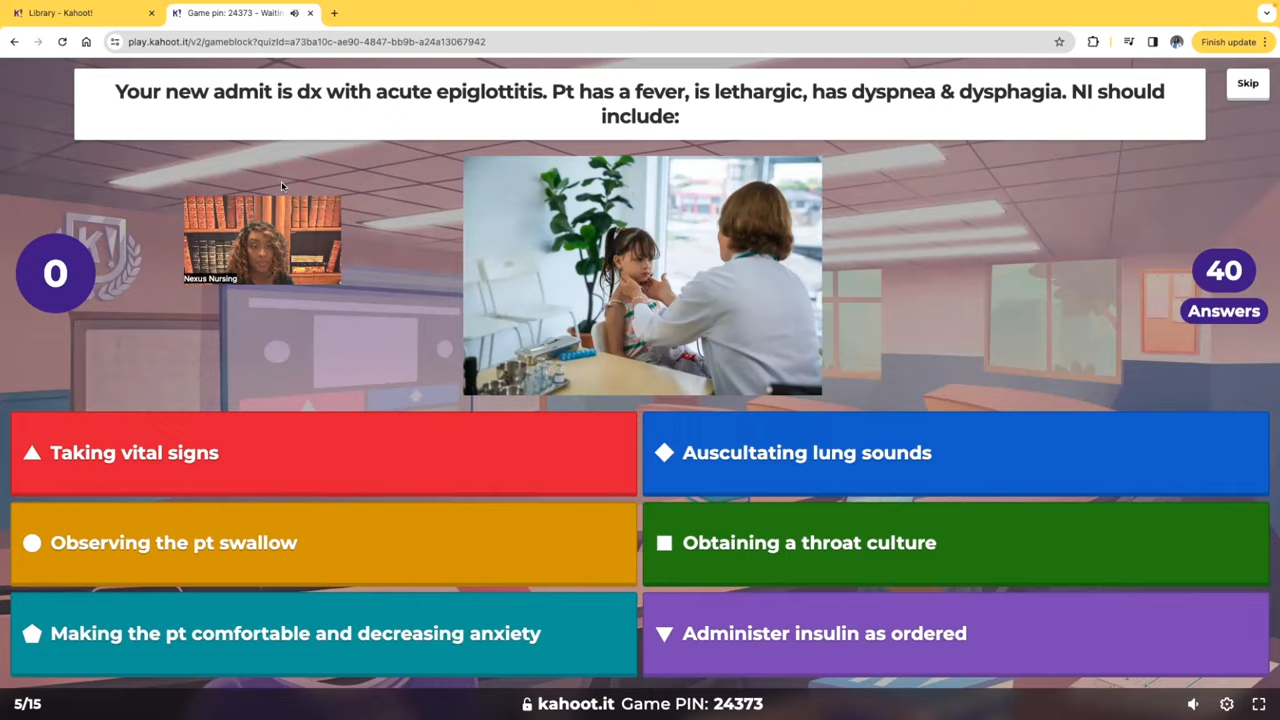 Library - Kahoot!
Game pin: 24373 - Waitin
play.kahoot.it/v2/gameblock?quizId=a73ba10c-ae90-4847-bb9b-a24a13067942
Finish update
Your new admit is dx with acute epiglottitis. Pt has a fever, is lethargic, has dyspnea & dysphagia. NI should
include:
Skip
Nexus Nursing
0
40
Answers
Taking vital signs
Auscultating lung sounds
Observing the pt swallow
Obtaining a throat culture
Making the pt comfortable and decreasing anxiety
Administer insulin as ordered
5/15
kahoot.it Game PIN: 24373